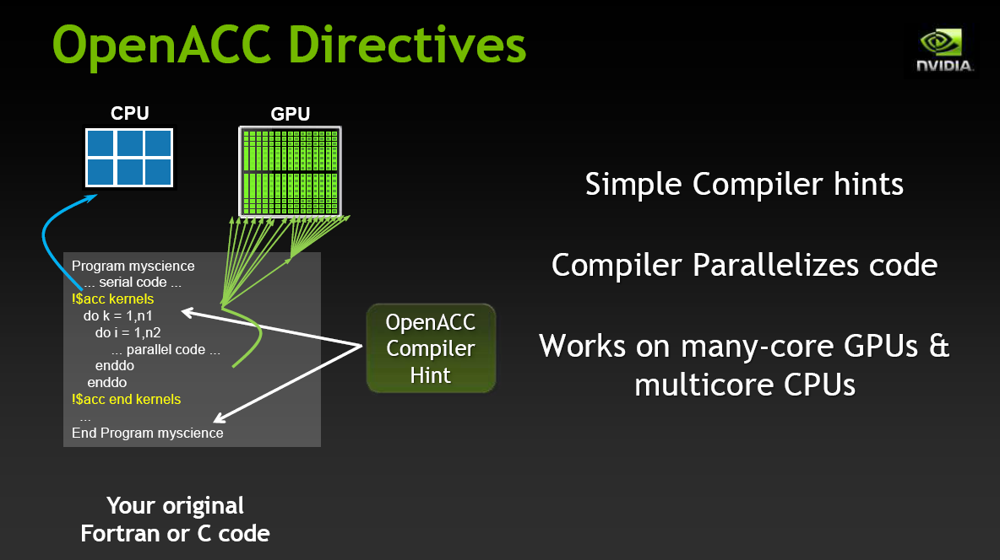 OpenACC Directives
NVIDIA.
CPU
GPU
Program myscience
... serial code ...
!$acc kernels
do k = 1,n1
do i = 1,n2
... parallel code ...
enddo
enddo
!$acc end kernels
...
End Program myscience
OpenACC
Compiler
Hint
Your original
Fortran or C code
Simple Compiler hints
Compiler Parallelizes code
Works on many-core GPUs &
multicore CPUs